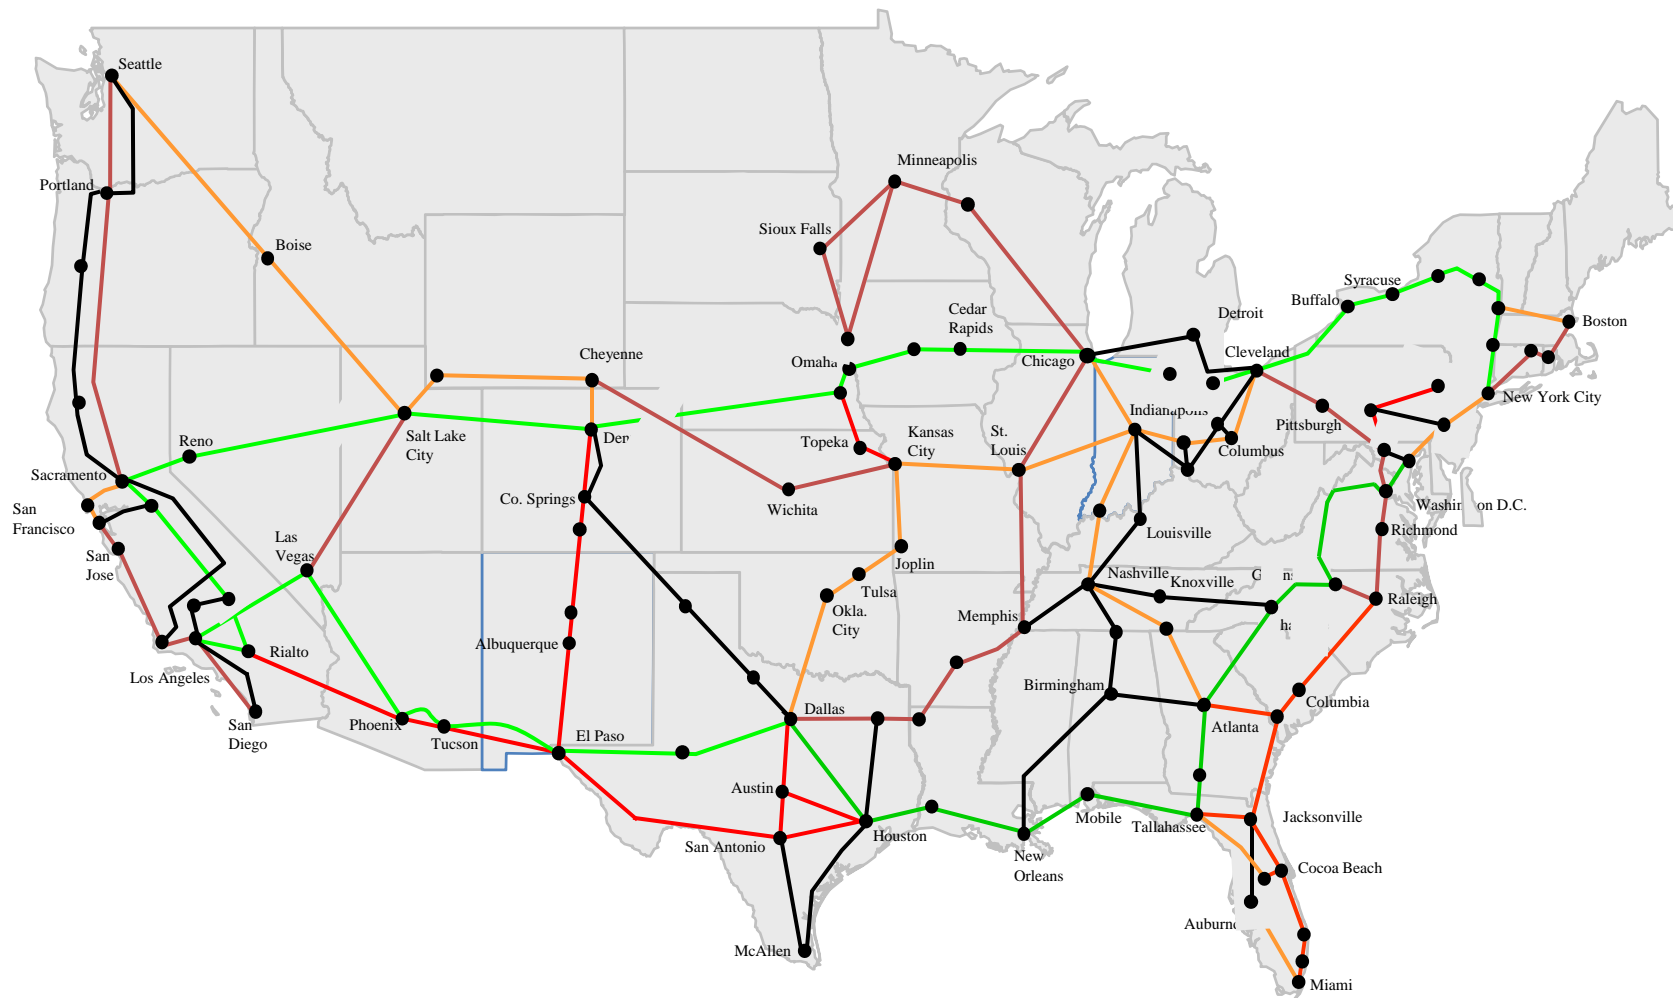 Seattle
Portland
Boise
Minneapolis
Sioux Falls
Cedar
Rapids
Omaha
Chicago
Detroit
Cleveland
Buffalo
Syracuse
Boston
New York City
Pittsburgh
Cheyenne
Salt Lake
City
Reno
Sacramento
San
Francisco
San
Jose
Las
Vegas
Co. Springs
Topeka
Kansas
City
St.
Louis
Indianapolis
Columbus
Wichita
Joplin
Tulsa
Okla.
City
Louisville
Nashville
Knoxville
D.C.
Richmond
Raleigh
Memphis
Albuquerque
Rialto
Los Angeles
San
Diego
Phoenix
Tucson
El Paso
Dallas
Birmingham
Atlanta
Columbia
Austin
San Antonio
Houston
New
Orleans
Mobile
Tallahassee
Jacksonville
Cocoa Beach
McAllen
Miami